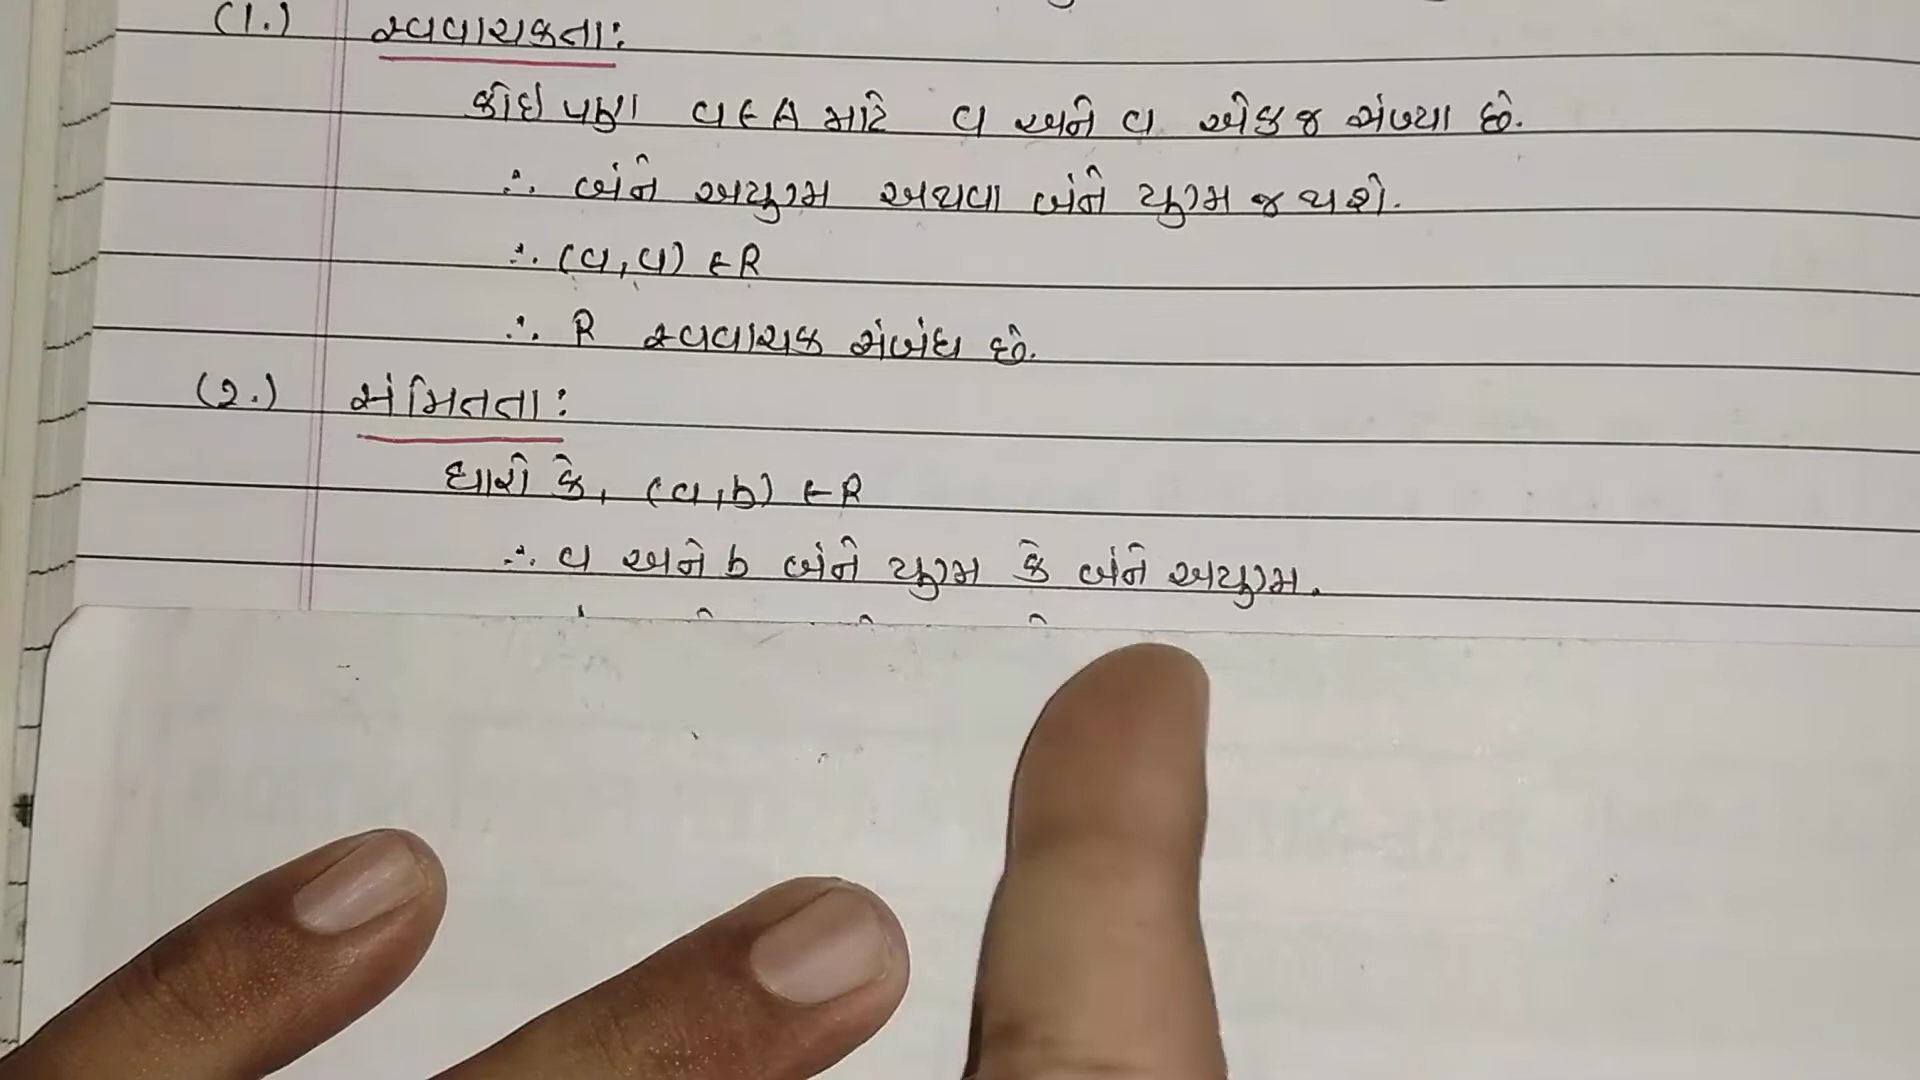 (1.) સ્વવાચકતા:
કોઇ પણ a ∈ A માટે a અને a એક જ સંખ્યા છે.
∴ બંને અયુગ્મ અથવા બંને યુગ્મ જ થશે.
∴ (a, a) ∈ R
∴ R સ્વવાચક સંબંધ છે.
(2.) સંમિતતા:
ધારો કે, (a, b) ∈ R
∴ a અને b બંને યુગ્મ કે બંને અયુગ્મ.